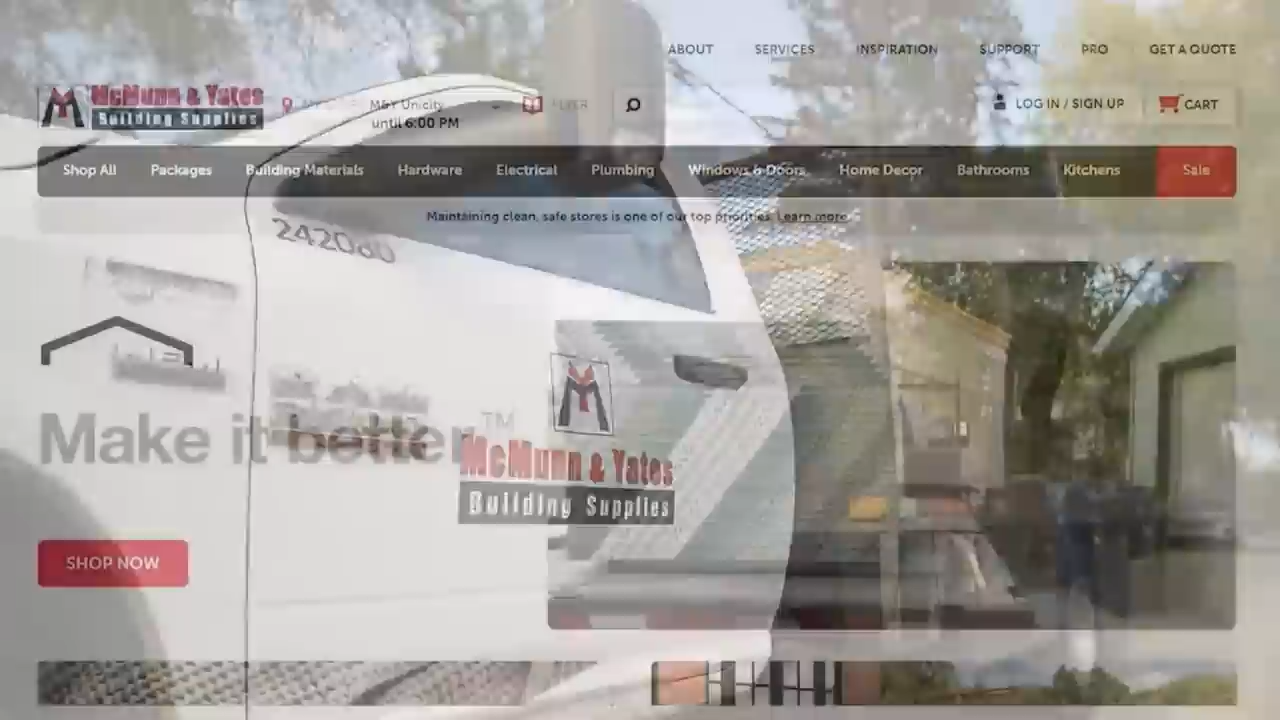 ABOUT SERVICES INSPIRATION SUPPORT PRO GET A QUOTE
McMunn & Yates
Building Supplies
M&Y Unicity
until 6:00 PM
FLYER
LOG IN / SIGN UP
CART
Shop All Packages Building Materials Hardware Electrical Plumbing Windows & Doors Home Decor Bathrooms Kitchens Sale
Maintaining clean, safe stores is one of our top priorities. Learn more
242080
Make it better
TM
McMunn & Yates
Building Supplies
SHOP NOW